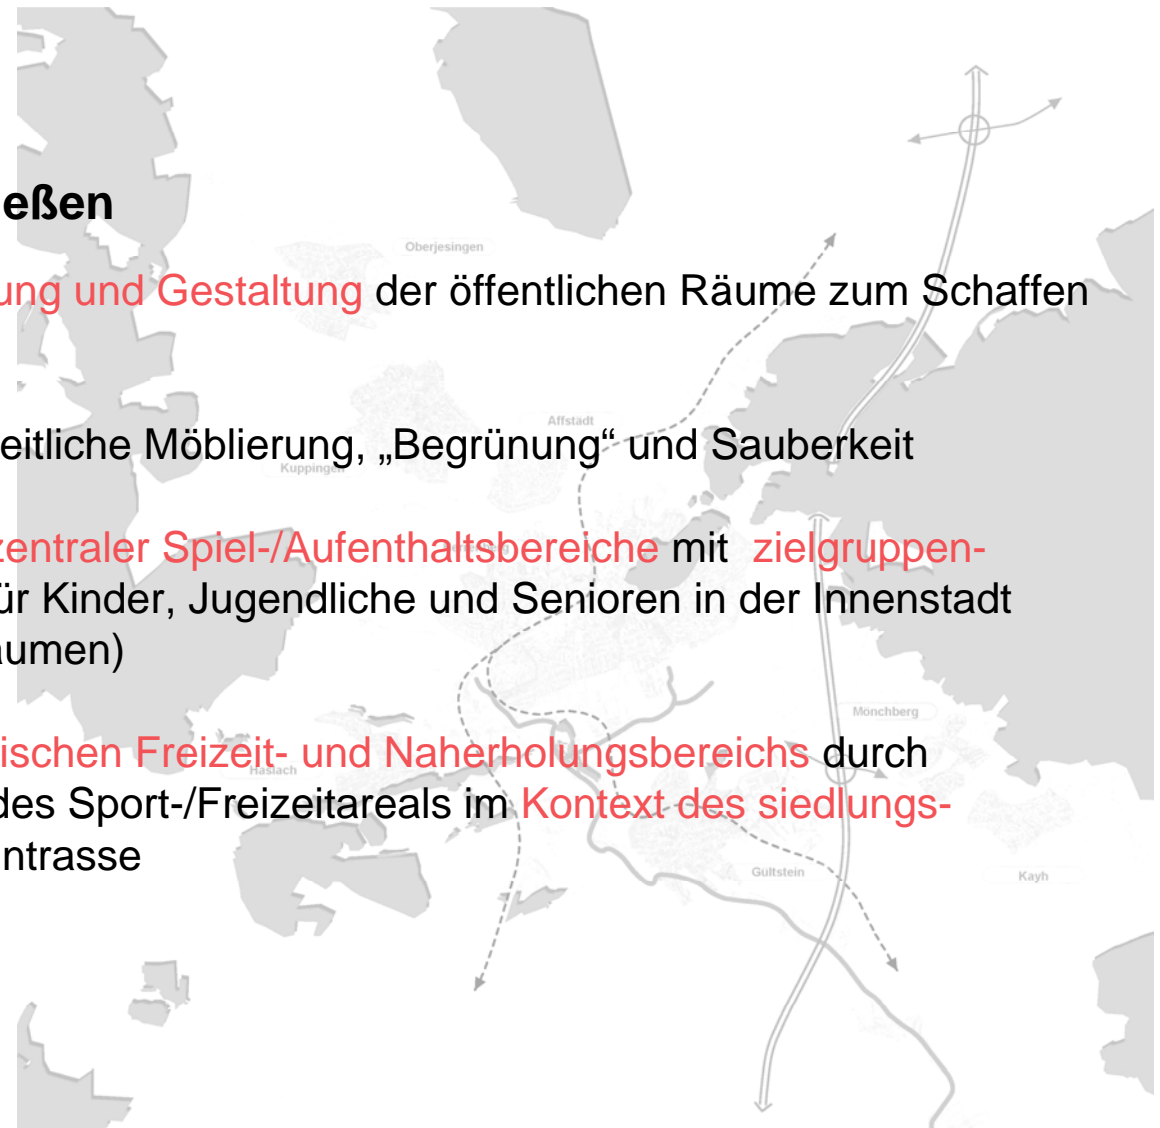 eßen
Oberjesingen
ung und Gestaltung der öffentlichen Räume zum Schaffen
Affstädt
eitliche Möblierung, „Begrünung“ und Sauberkeit
Kuppingen
zentraler Spiel-/Aufenthaltsbereiche mit zielgruppen-
ür Kinder, Jugendliche und Senioren in der Innenstadt
äumen)
Mönchberg
ischen Freizeit- und Naherholungsbereichs durch
Haslach
des Sport-/Freizeitareals im Kontext des siedlungs-
ntrasse
Gültstein
Kayh